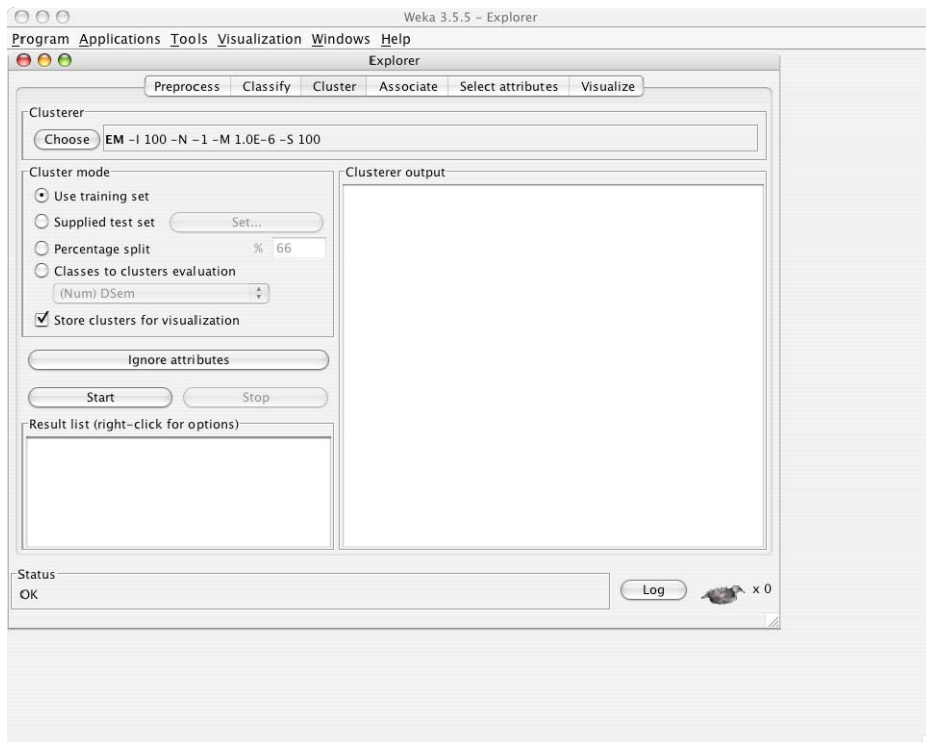 Weka 3.5.5 – Explorer
Program Applications Tools Visualization Windows Help
Explorer
Preprocess Classify Cluster Associate Select attributes Visualize
Clusterer
Choose EM –I 100 –N –1 –M 1.0E–6 –S 100
Cluster mode
Use training set
Supplied test set Set...
Percentage split % 66
Classes to clusters evaluation
(Num) DSem
Store clusters for visualization
Ignore attributes
Start Stop
Result list (right–click for options)
Clusterer output
Status
OK
Log x 0